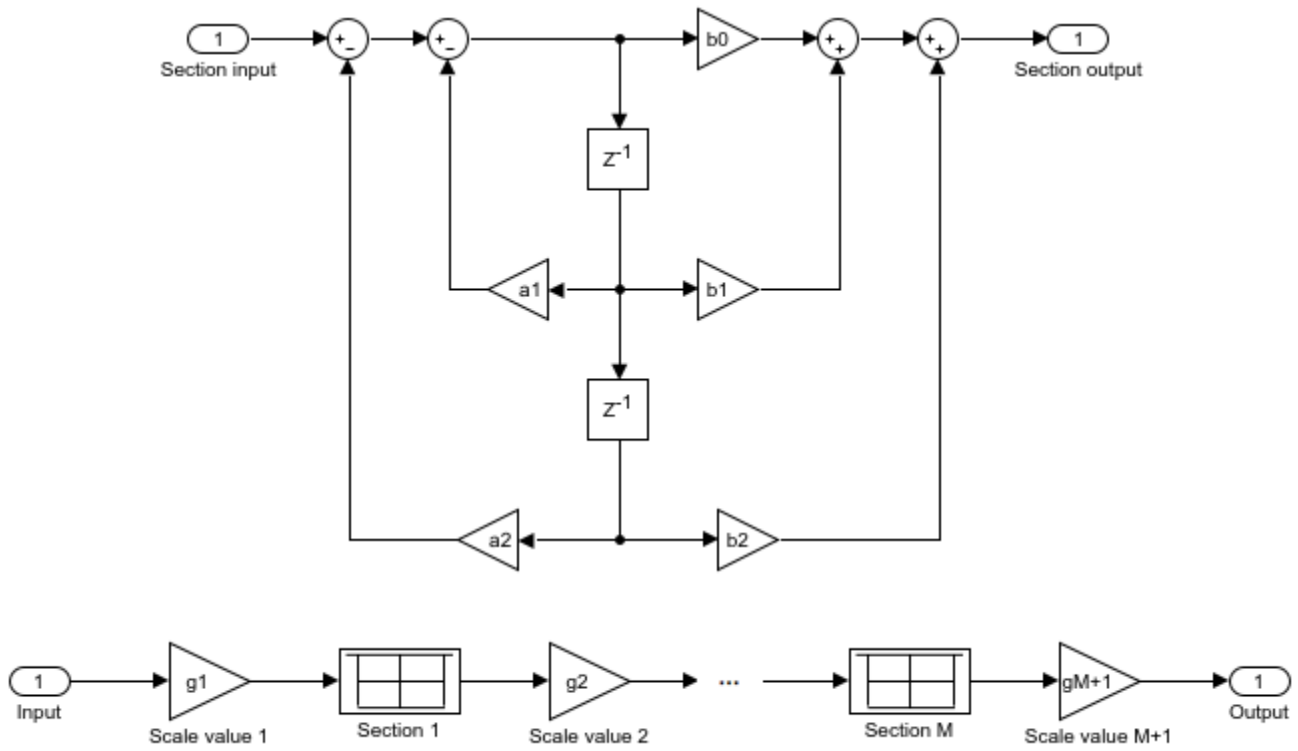 1 + − + − b0 + + + + 1
Section input Section output
Z-1
a1 b1
Z-1
a2 b2
1 g1 g2 ... gM+1 1
Input Section 1 Section M Output
Scale value 1 Scale value 2 Scale value M+1